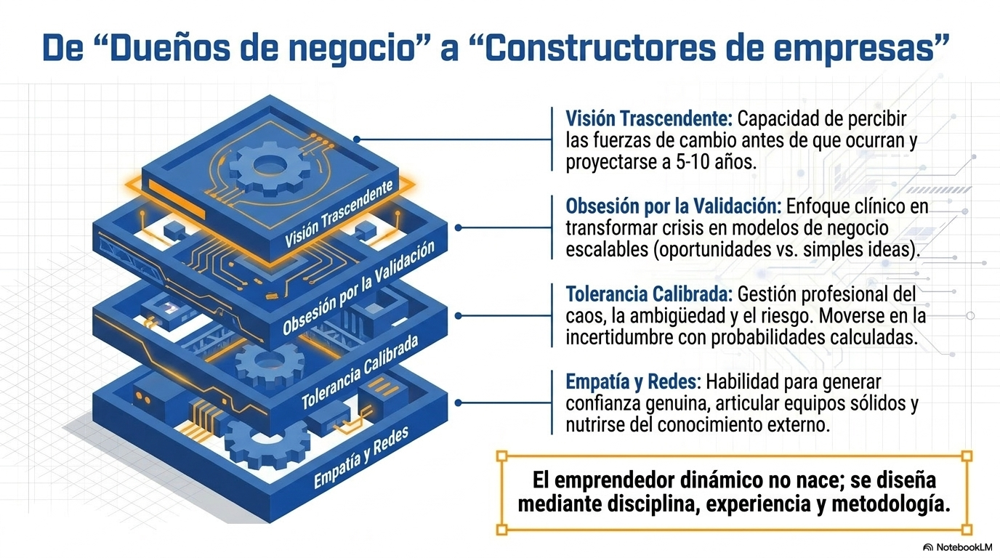 De “Dueños de negocio” a “Constructores de empresas”
Visión Trascendente
Obsesión por la Validación
Tolerancia Calibrada
Empatía y Redes
Visión Trascendente: Capacidad de percibir
las fuerzas de cambio antes de que ocurran y
proyectarse a 5-10 años.
Obsesión por la Validación: Enfoque clínico en
transformar crisis en modelos de negocio
escalables (oportunidades vs. simples ideas).
Tolerancia Calibrada: Gestión profesional del
caos, la ambigüedad y el riesgo. Moverse en la
incertidumbre con probabilidades calculadas.
Empatía y Redes: Habilidad para generar
confianza genuina, articular equipos sólidos y
nutrirse del conocimiento externo.
El emprendedor dinámico no nace; se diseña
mediante disciplina, experiencia y metodología.
NotebookLM